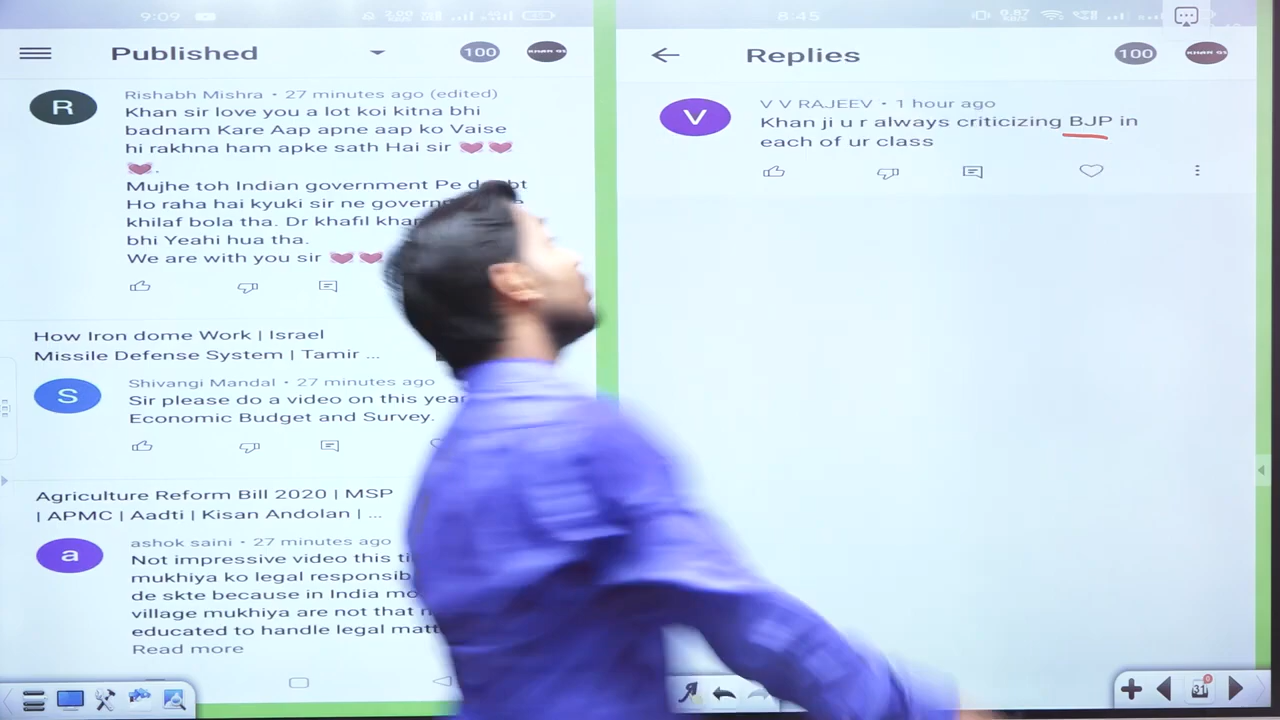 9:09
Published
100
Rishabh Mishra • 27 minutes ago (edited)
Khan sir love you a lot koi kitna bhi
badnam Kare Aap apne aap ko Vaise
hi rakhna ham apke sath Hai sir
Mujhe toh Indian government Pe
Ho raha hai kyuki sir ne
khilaf bola tha. Dr khafil
bhi Yeahi hua tha.
We are with you sir
How Iron dome Work | Israel
Missile Defense System | Tamir ...
S
Shivangi Mandal • 27 minutes ago
Sir please do a video on this
Economic Budget and Survey.
Agriculture Reform Bill 2020 | MSP
| APMC | Aadti | Kisan Andolan | ...
a
ashok saini • 27 minutes ago
Not impressive video this
mukhiya ko legal
de skte because in India
village mukhiya are not that
educated to handle legal
Read more
R
8:45
Replies
100
V
V V RAJEEV • 1 hour ago
Khan ji u r always criticizing BJP in
each of ur class
31